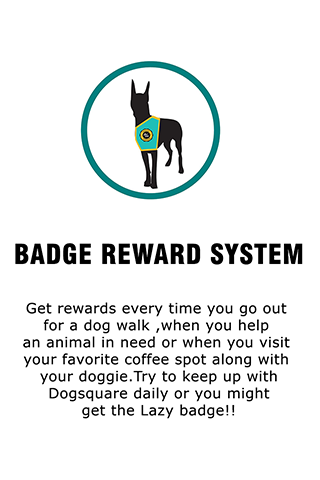 BADGE REWARD SYSTEM
Get rewards every time you go out
for a dog walk ,when you help
an animal in need or when you visit
your favorite coffee spot along with
your doggie.Try to keep up with
Dogsquare daily or you might
get the Lazy badge!!